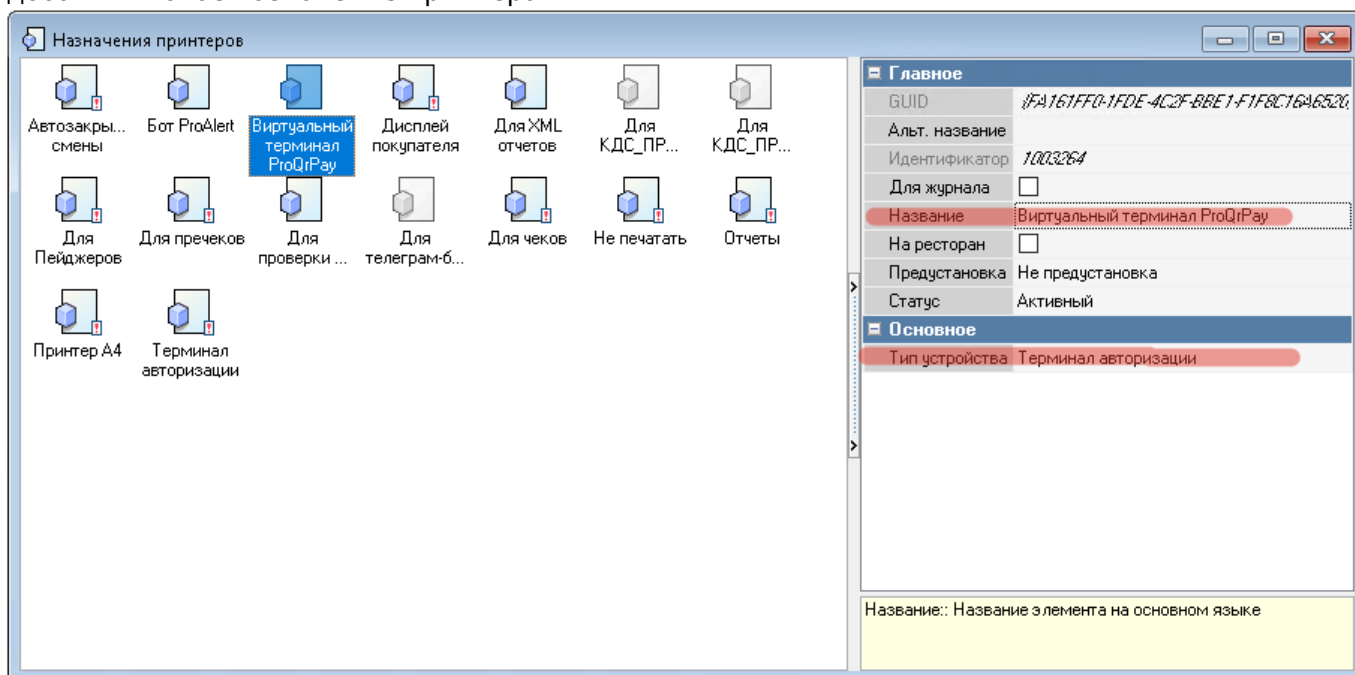 Назначения принтеров
Автозакры...
смены
Бот ProAlert
Виртуальный
терминал
ProQrPay
Дисплей
покупателя
Для XML
отчетов
Для
КДС_ПР...
Для
КДС_ПР...
Для
Пейджеров
Для пречеков
Для
проверки ...
Для
телеграм-б...
Для чеков
Не печатать
Отчеты
Принтер А4
Терминал
авторизации
Главное
GUID {FA161FF0-1FDE-4C2F-BBE1-F1F8C16A6520,
Альт. название
Идентификатор 1003264
Для журнала
Название Виртуальный терминал ProQrPay
На ресторан
Предустановка Не предустановка
Статус Активный
Основное
Тип устройства Терминал авторизации
Название:: Название элемента на основном языке